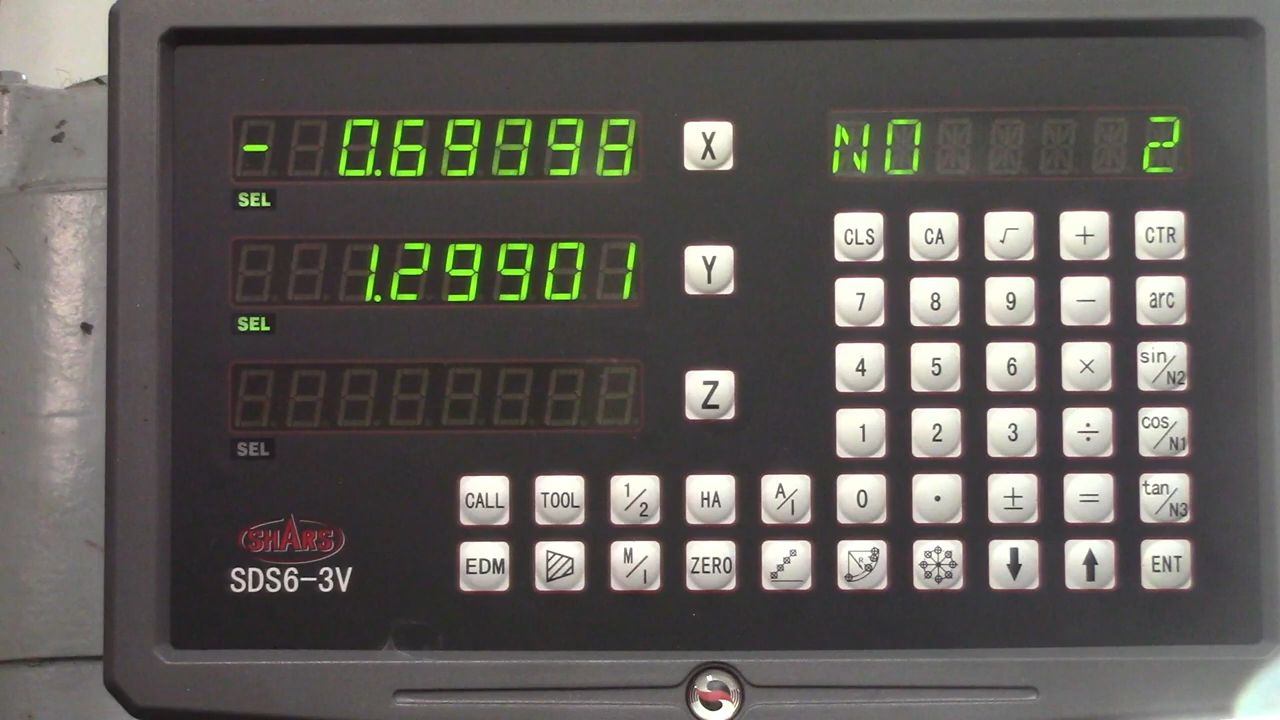 - 0.69898 X NO 2
SEL
1.29901 Y
SEL
Z
SEL
CLS CA √ + CTR
7 8 9 − arc
4 5 6 × sin/N2
1 2 3 ÷ cos/N1
CALL TOOL 1/2 HA A/I 0 . ± = tan/N3
EDM M/I ZERO R ENT
SHARS
SDS6-3V